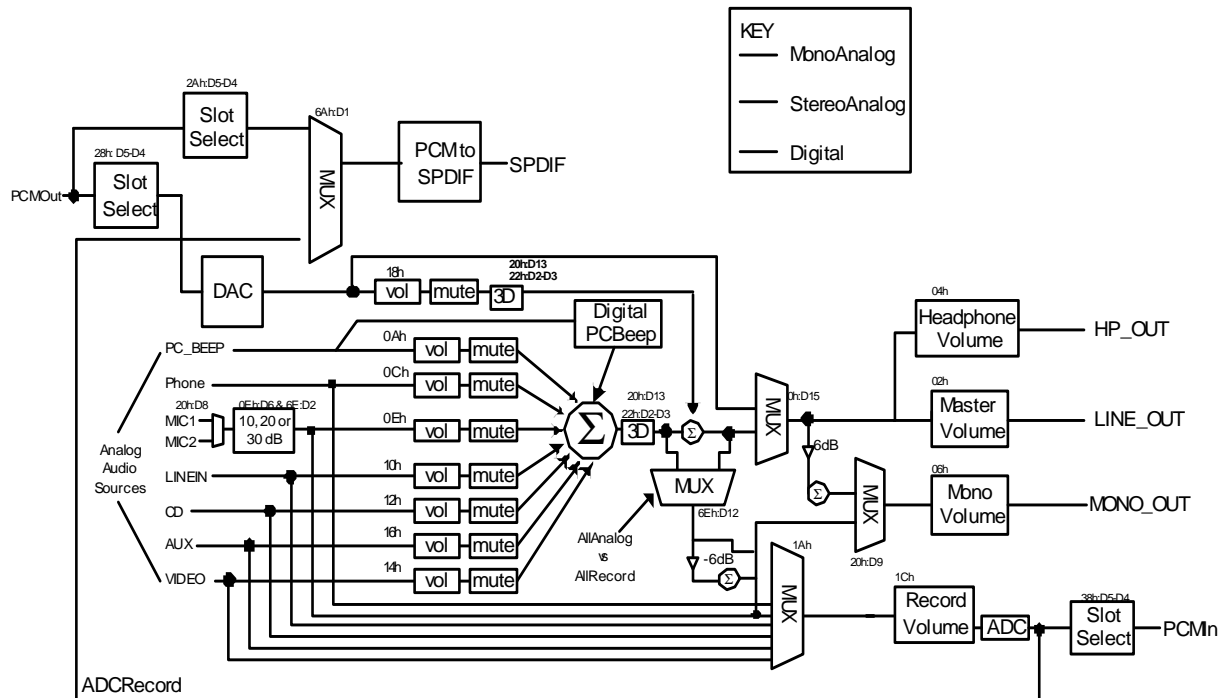 KEY
MonoAnalog
StereoAnalog
Digital
2Ah:D5-D4
Slot
Select
6Ah:D1
MUX
PCM to
SPDIF
SPDIF
28h: D5-D4
Slot
Select
PCMOut
DAC
18h
vol
mute
20h:D13
22h:D2-D3
3D
Digital
PCBeep
04h
Headphone
Volume
HP_OUT
PC_BEEP
0Ah
vol
mute
Phone
0Ch
vol
mute
20h:D8
MIC1
MIC2
0Eh:D6 & 6E:D2
10, 20 or
30 dB
0Eh
vol
mute
Analog
Audio
Sources
LINEIN
10h
vol
mute
CD
12h
vol
mute
AUX
16h
vol
mute
VIDEO
14h
vol
mute
Σ
20h:D13
22h:D2-D3
3D
Σ
MUX
0h:D15
02h
Master
Volume
LINE_OUT
-6dB
Σ
MUX
20h:D9
06h
Mono
Volume
MONO_OUT
MUX
6Eh:D12
AllAnalog
vs
AllRecord
-6dB
Σ
1Ah
MUX
1Ch
Record
Volume
ADC
38h:D5-D4
Slot
Select
PCMIn
ADCRecord